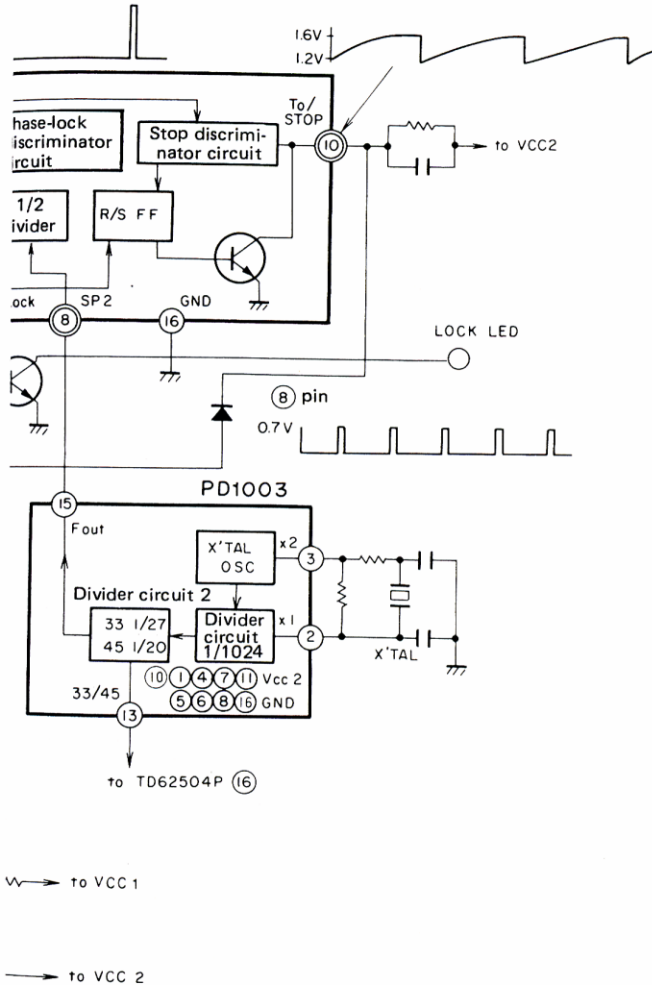 1.6V
1.2V
To/
STOP
10
to VCC2
hase-lock
iscriminator
ircuit
Stop discrimi-
nator circuit
1/2
ivider
R/S FF
ock
SP2
GND
8
16
LOCK LED
8 pin
0.7V
PD1003
15
Fout
X'TAL
OSC
x2
3
Divider circuit 2
33 1/27
45 1/20
Divider
circuit
1/1024
x1
2
X'TAL
10 1 4 7 11 Vcc 2
5 6 8 16 GND
33/45
13
to TD62504P 16
to VCC 1
to VCC 2